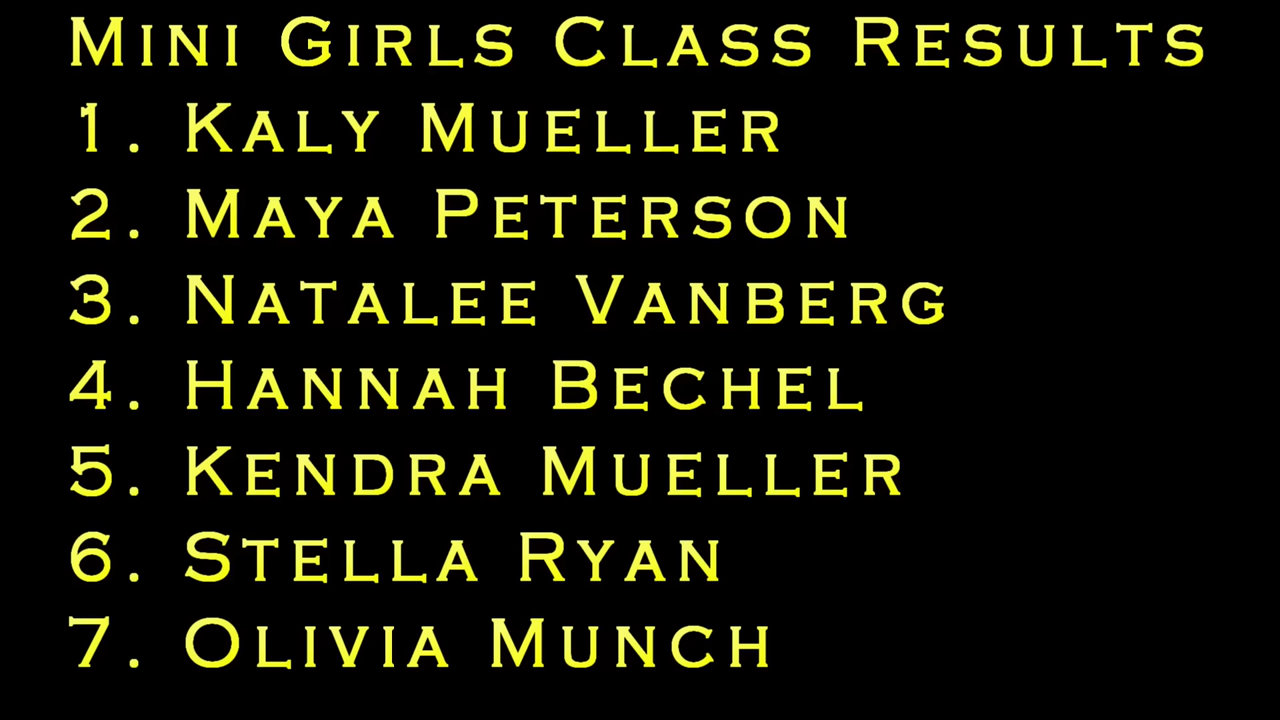 Mini Girls Class Results
1. Kaly Mueller
2. Maya Peterson
3. Natalee Vanberg
4. Hannah Bechel
5. Kendra Mueller
6. Stella Ryan
7. Olivia Munch